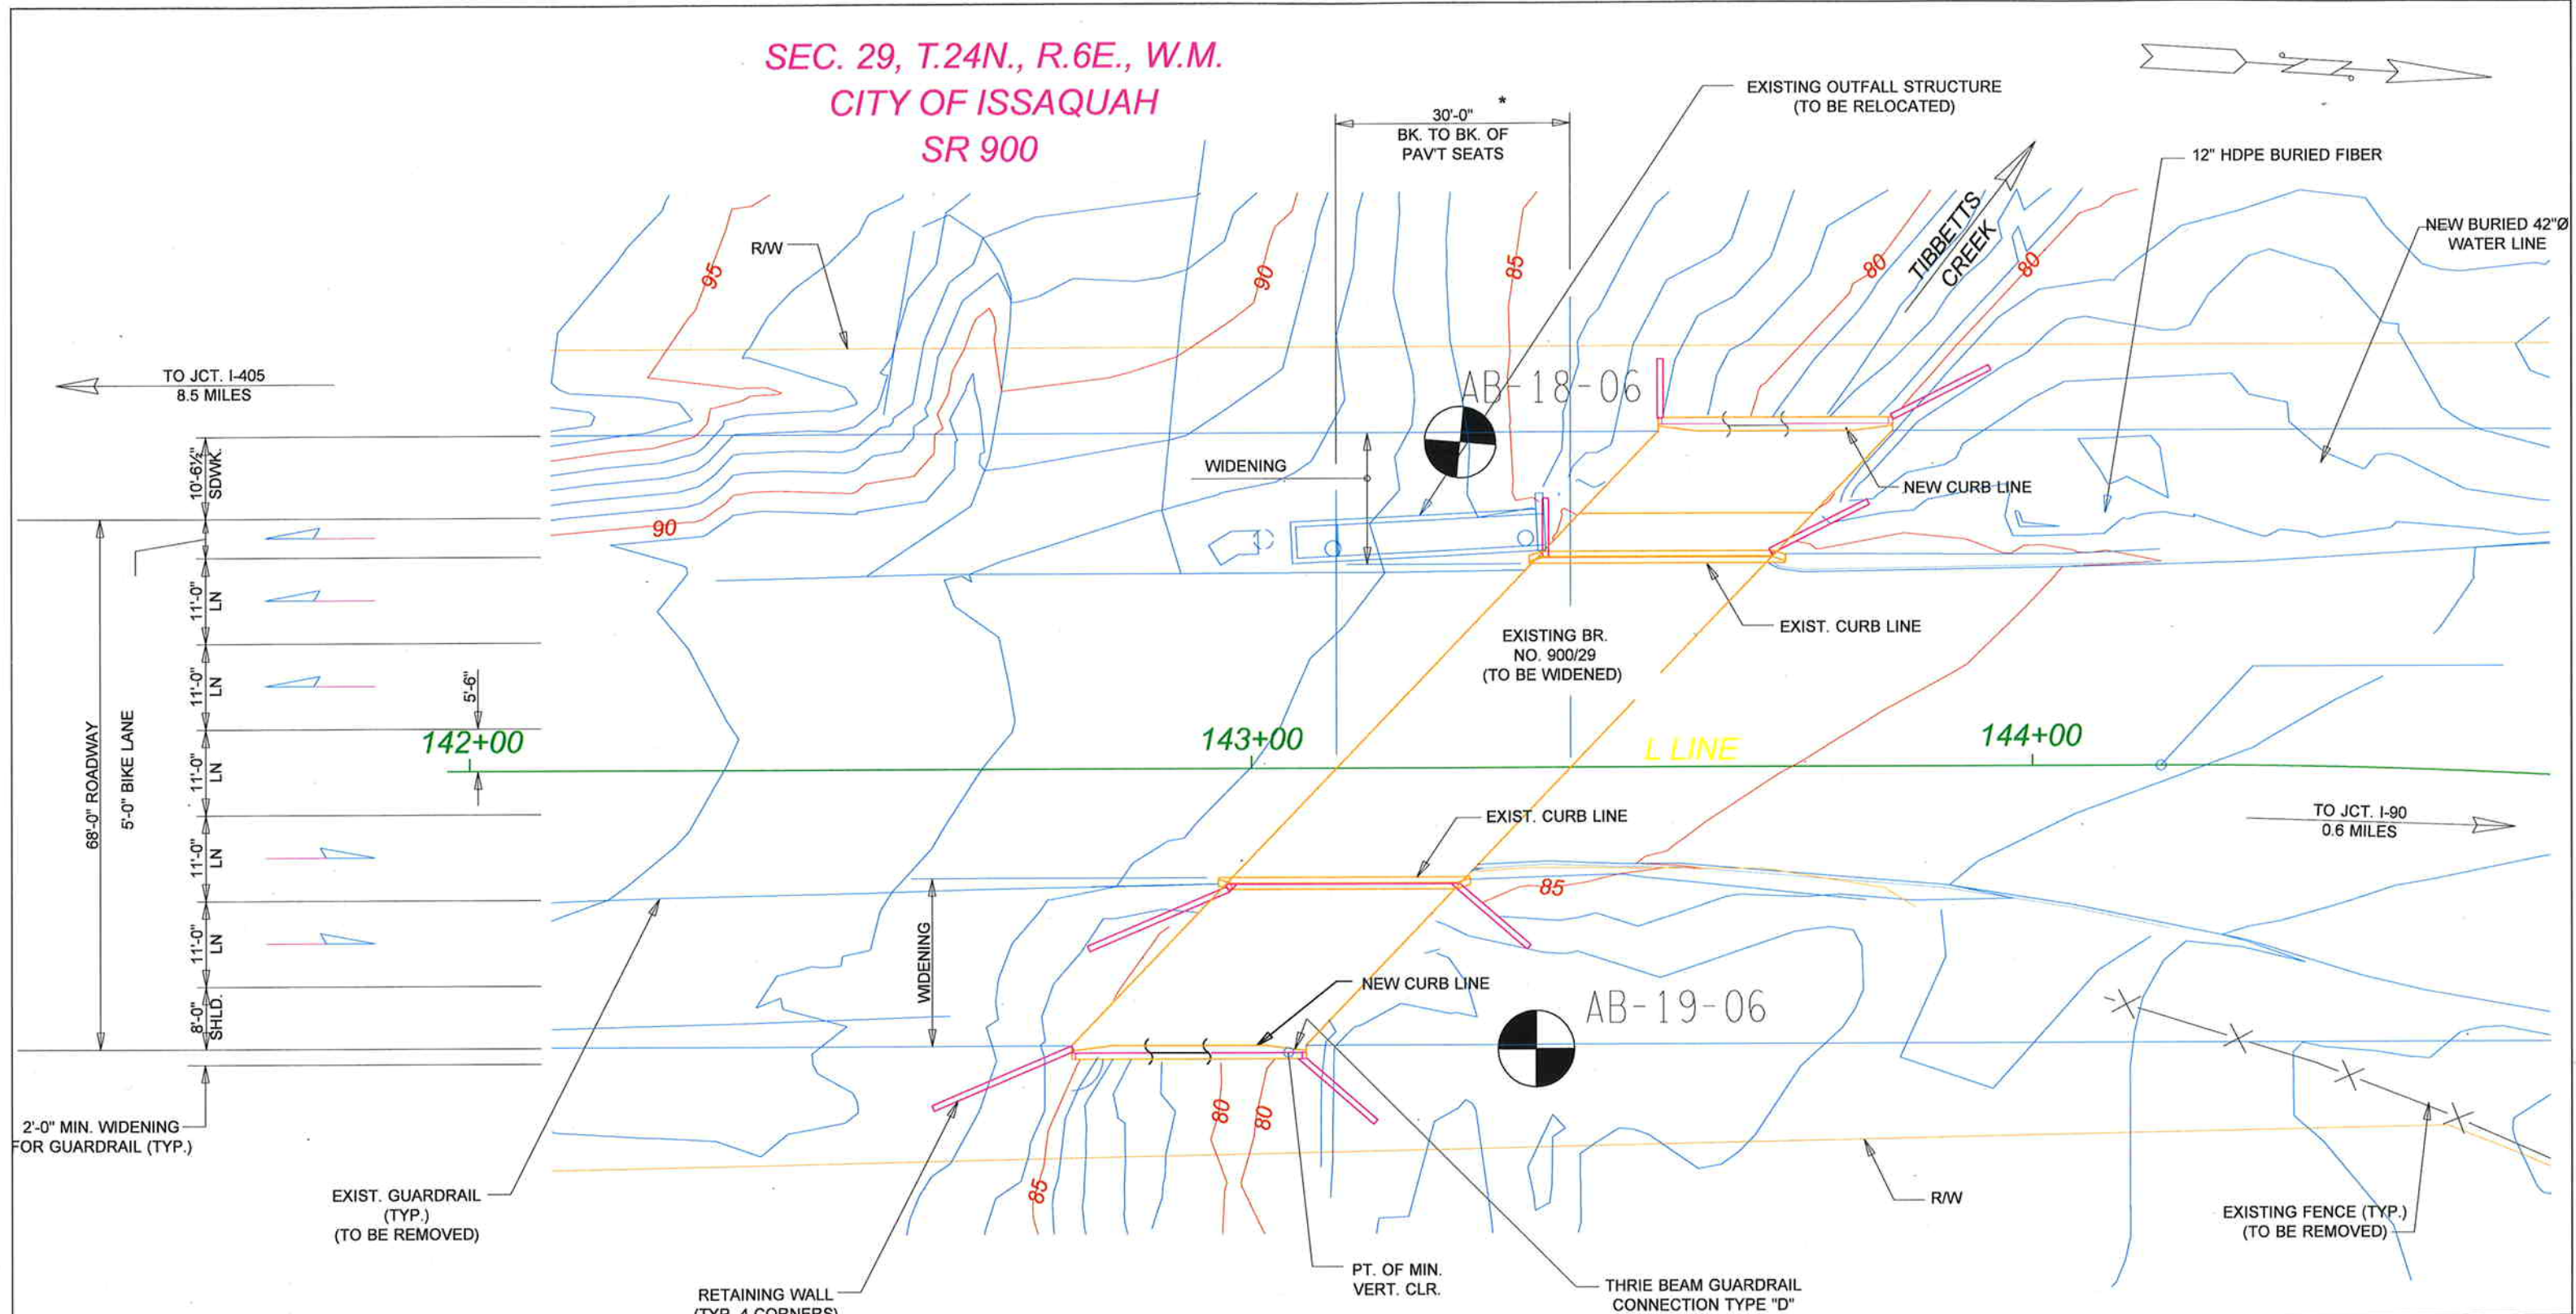 SEC. 29, T.24N., R.6E., W.M.
CITY OF ISSAQUAH
SR 900
*
30'-0"
BK. TO BK. OF
PAV'T SEATS
EXISTING OUTFALL STRUCTURE
(TO BE RELOCATED)
12" HDPE BURIED FIBER
TIBBETTS
CREEK
NEW BURIED 42"Ø
WATER LINE
R/W
95
90
85
80
80
TO JCT. I-405
8.5 MILES
AB-18-06
WIDENING
NEW CURB LINE
10'-6½"
SDWK.
90
11'-0"
LN
EXISTING BR.
NO. 900/29
(TO BE WIDENED)
EXIST. CURB LINE
11'-0"
LN
5'-6"
68'-0" ROADWAY
5'-0" BIKE LANE
142+00
143+00
L LINE
144+00
11'-0"
LN
EXIST. CURB LINE
TO JCT. I-90
0.6 MILES
11'-0"
LN
85
11'-0"
LN
WIDENING
NEW CURB LINE
AB-19-06
8'-0"
SHLD.
80
80
85
2'-0" MIN. WIDENING
FOR GUARDRAIL (TYP.)
EXIST. GUARDRAIL
(TYP.)
(TO BE REMOVED)
R/W
EXISTING FENCE (TYP.)
(TO BE REMOVED)
RETAINING WALL
(TYP. 4 CORNERS)
PT. OF MIN.
VERT. CLR.
THRIE BEAM GUARDRAIL
CONNECTION TYPE "D"